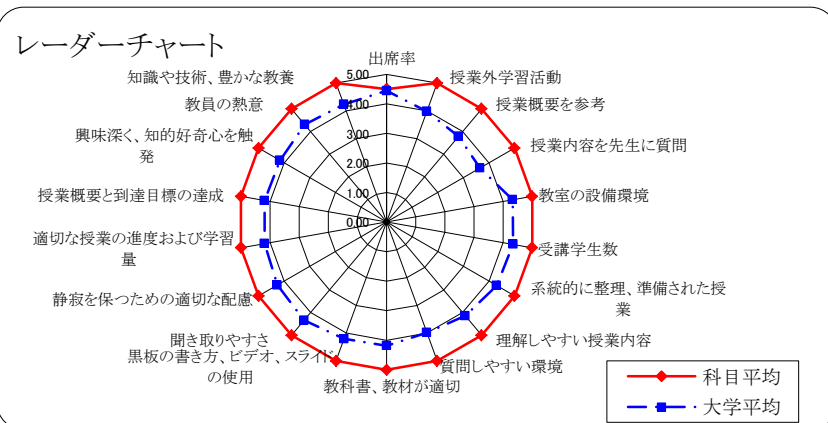 レーダーチャート
出席率
授業外学習活動
授業概要を参考
授業内容を先生に質問
教室の設備環境
受講学生数
系統的に整理、準備された授
業
理解しやすい授業内容
質問しやすい環境
教科書、教材が適切
黒板の書き方、ビデオ、スライド
の使用
聞き取りやすさ
静寂を保つための適切な配慮
適切な授業の進度および学習
量
授業概要と到達目標の達成
興味深く、知的好奇心を触
発
教員の熱意
知識や技術、豊かな教養
5.00
4.00
3.00
2.00
1.00
0.00
科目平均
大学平均